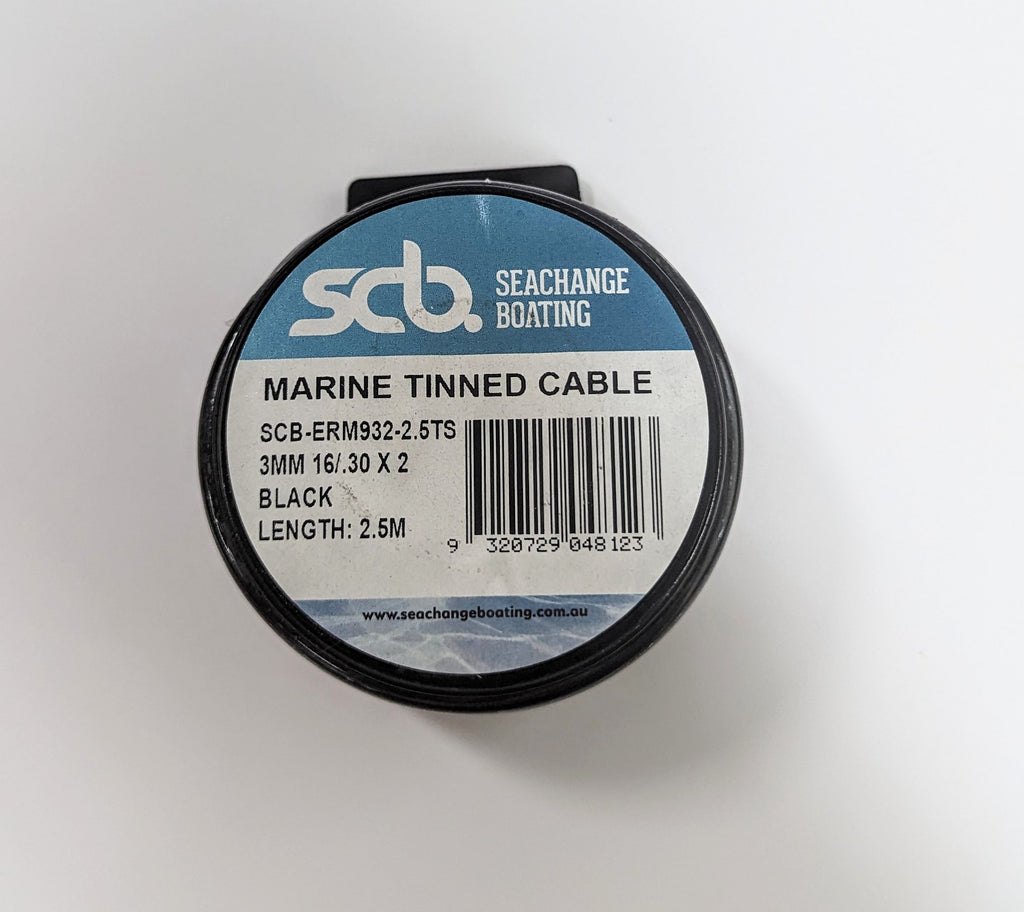 scb.
SEACHANGE
BOATING
MARINE TINNED CABLE
SCB-ERM932-2.5TS
3MM 16/.30 X 2
BLACK
LENGTH: 2.5M
9 320729 048123
www.seachangeboating.com.au